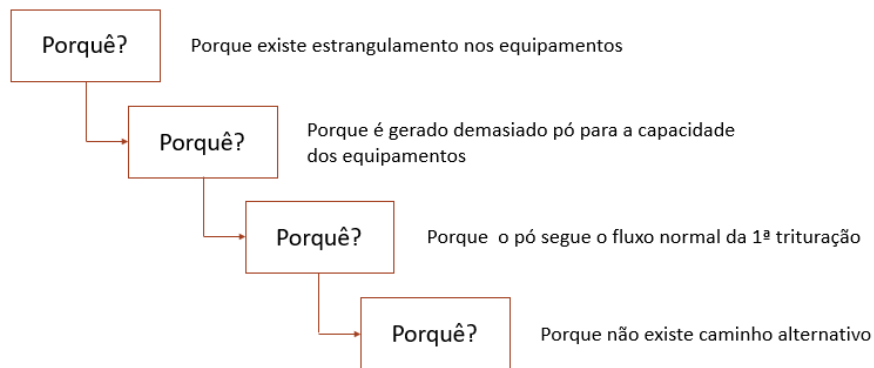 Porquê?
Porque existe estrangulamento nos equipamentos
Porquê?
Porque é gerado demasiado pó para a capacidade
dos equipamentos
Porquê?
Porque o pó segue o fluxo normal da 1ª trituração
Porquê?
Porque não existe caminho alternativo